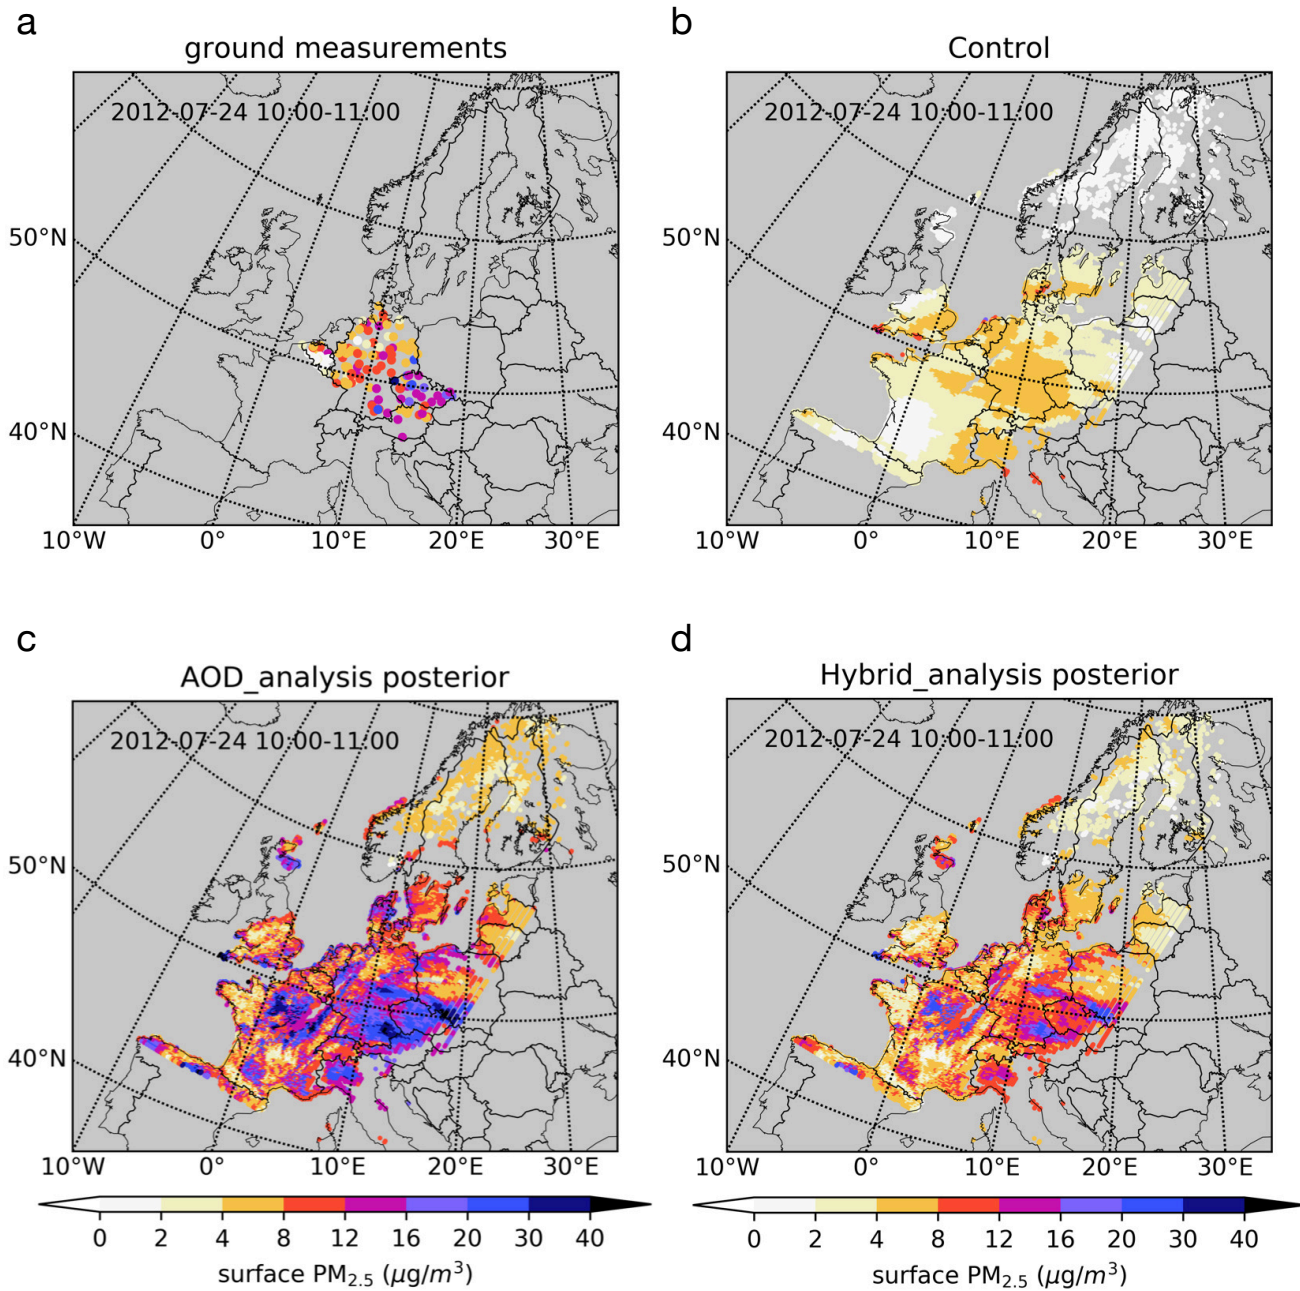 a
ground measurements
2012-07-24 10:00-11:00
50°N
40°N
10°W 0° 10°E 20°E 30°E
b
Control
2012-07-24 10:00-11:00
50°N
40°N
10°W 0° 10°E 20°E 30°E
c
AOD_analysis posterior
2012-07-24 10:00-11:00
50°N
40°N
10°W 0° 10°E 20°E 30°E
0 2 4 8 12 16 20 30 40
surface PM2.5 (μg/m³)
d
Hybrid_analysis posterior
2012-07-24 10:00-11:00
50°N
40°N
10°W 0° 10°E 20°E 30°E
0 2 4 8 12 16 20 30 40
surface PM2.5 (μg/m³)